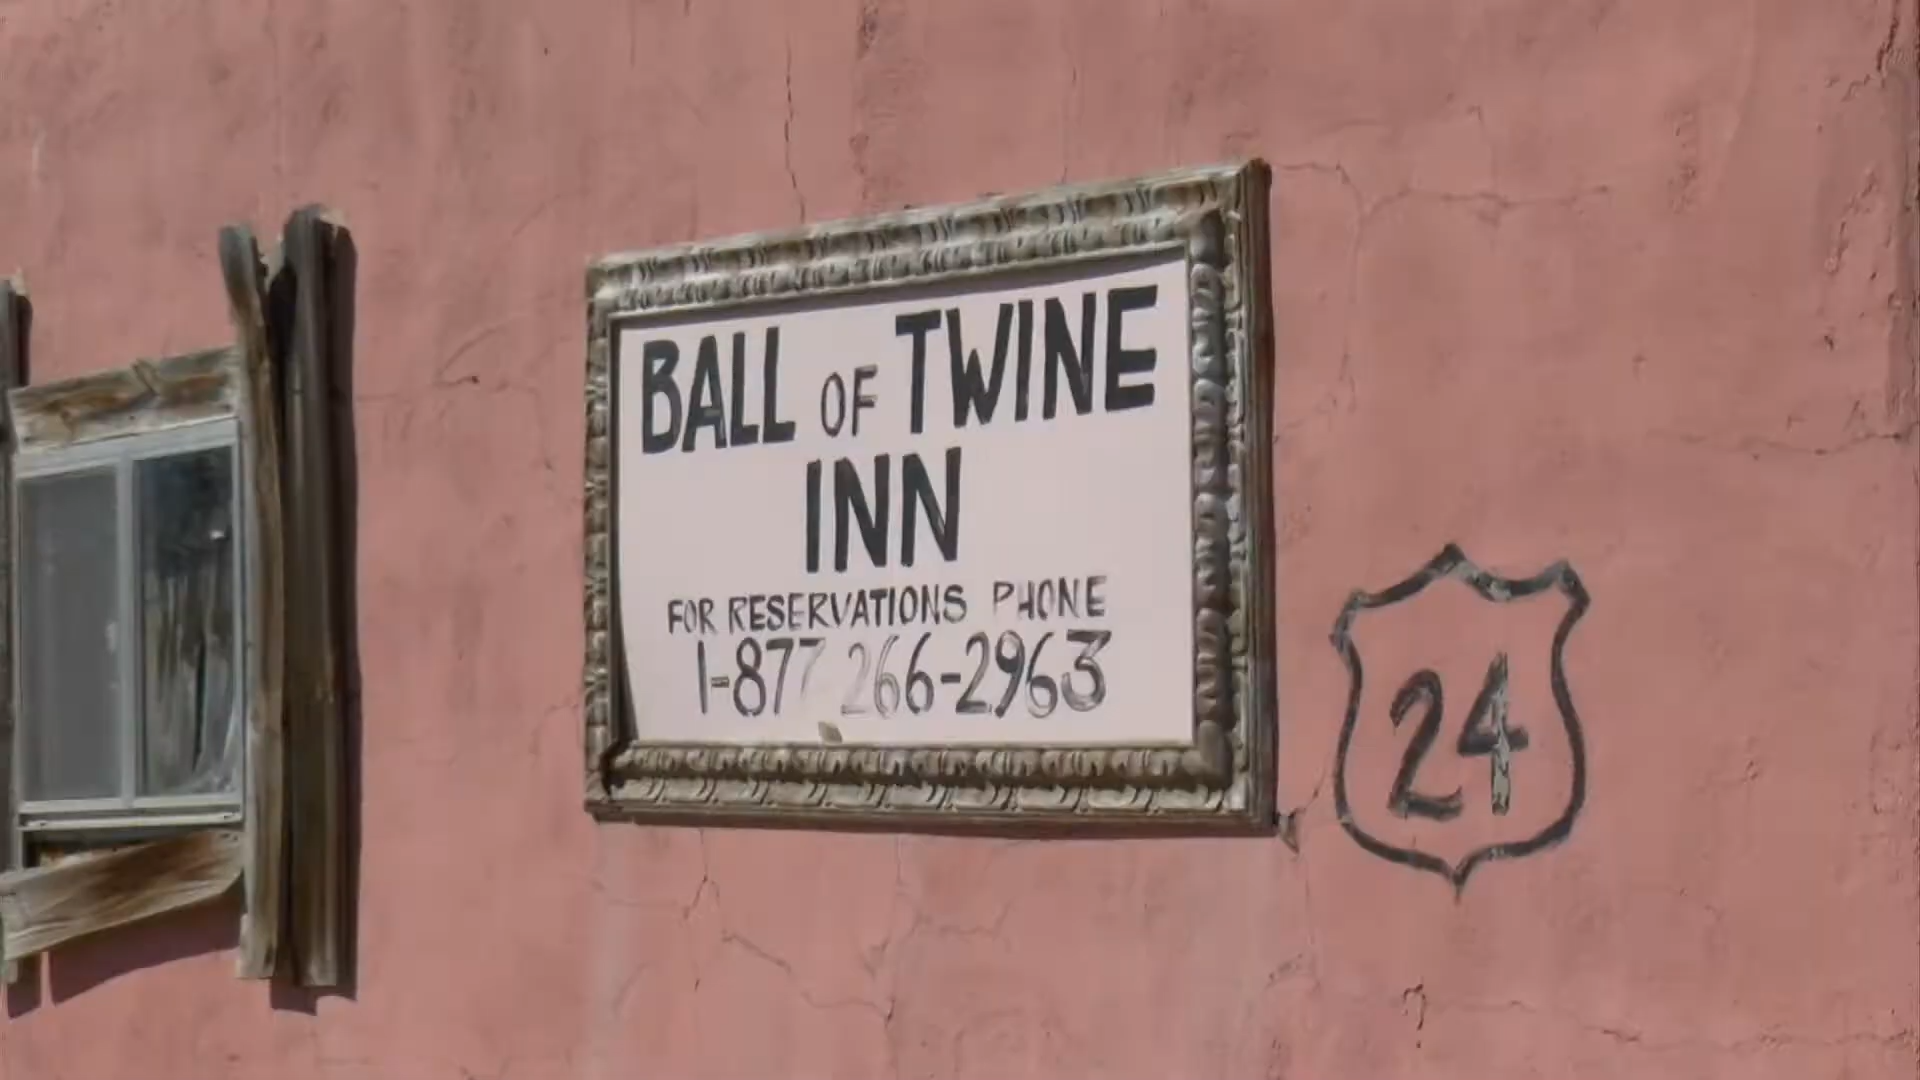 BALL OF TWINE
INN
FOR RESERVATIONS PHONE
1-877 266-2963
24